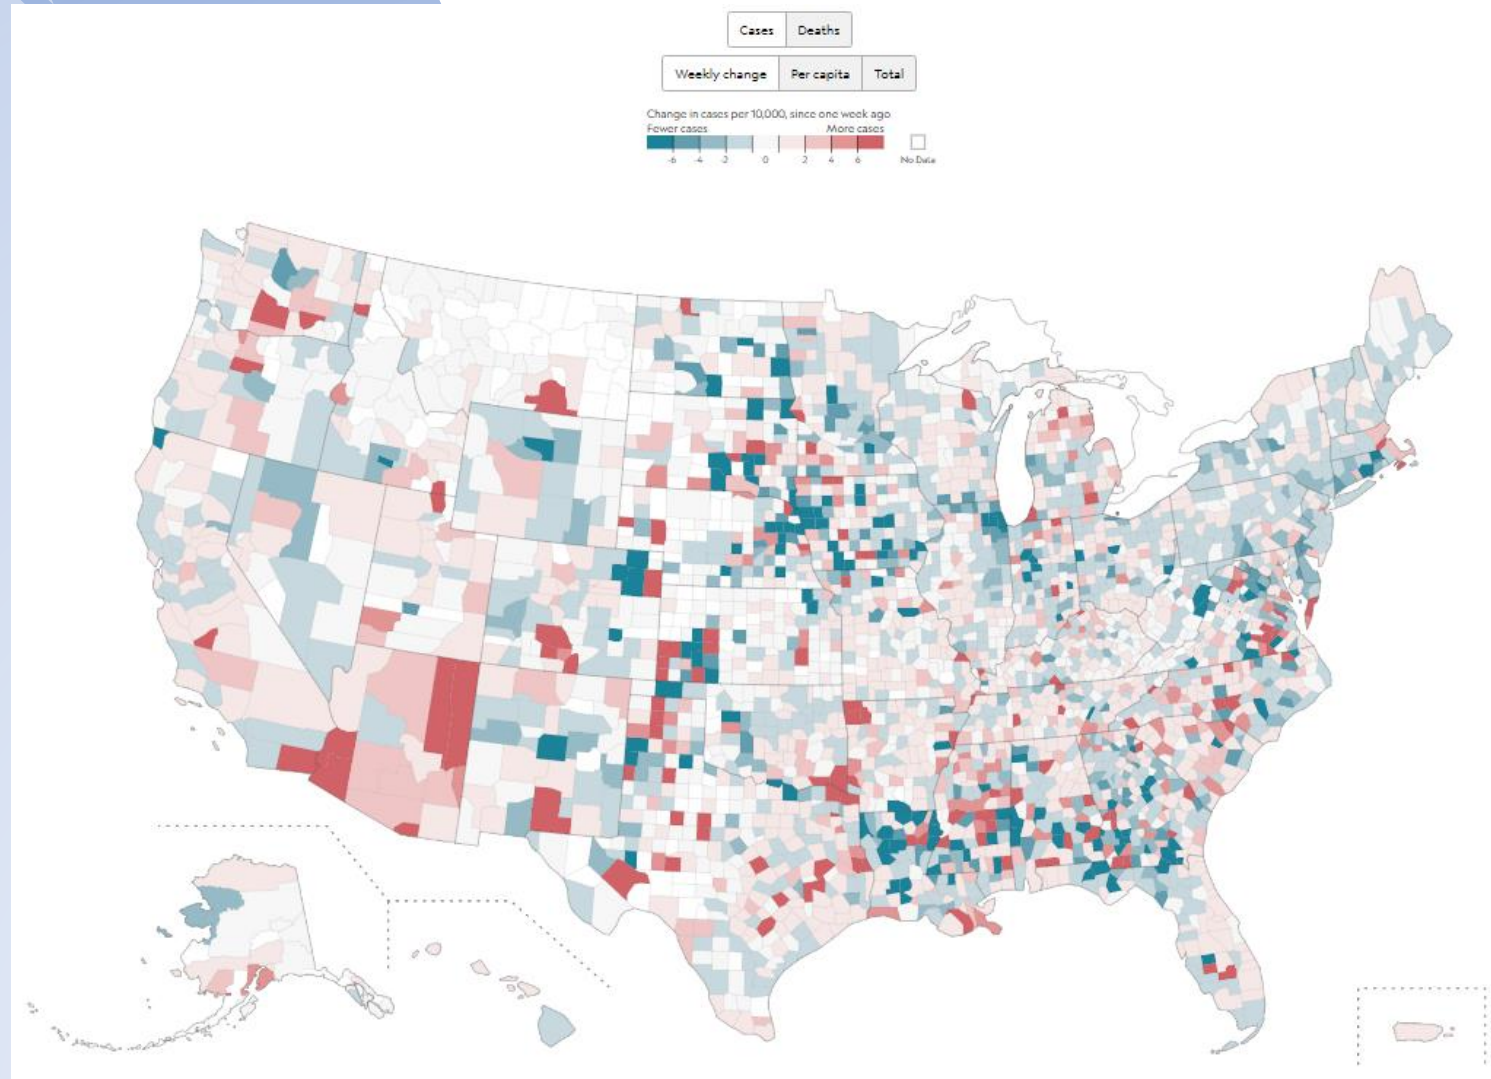 Cases Deaths
Weekly change Per capita Total
Change in cases per 10,000, since one week ago
Fewer cases More cases
-6 -4 -2 0 2 4 6 No Data